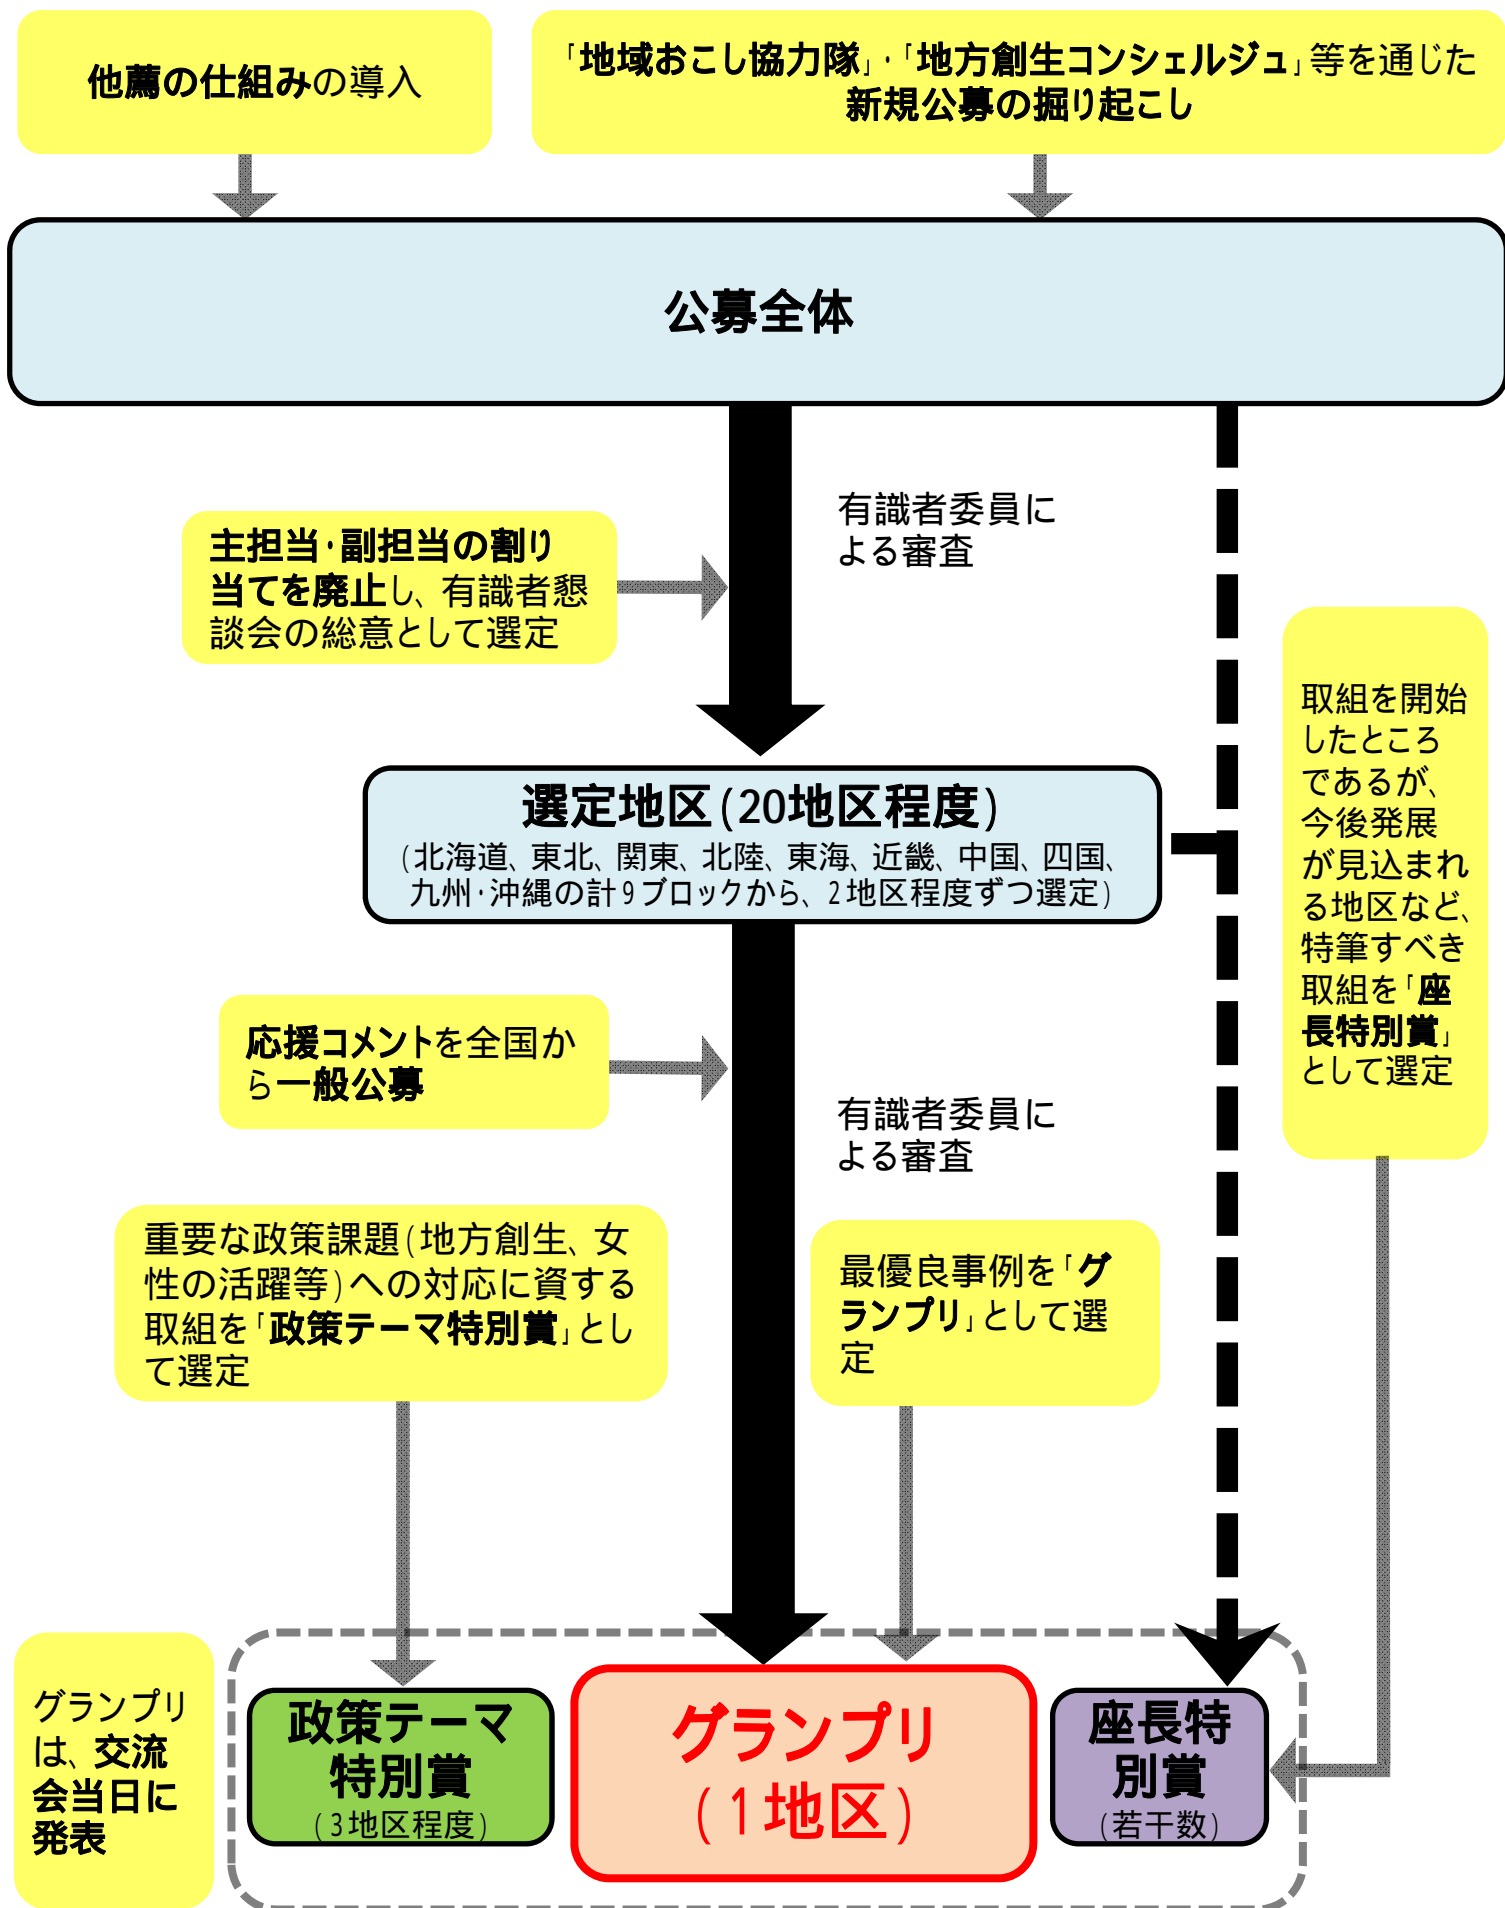 他薦の仕組みの導入
「地域おこし協力隊」・「地方創生コンシェルジュ」等を通じた
新規公募の掘り起こし
公募全体
有識者委員に
よる審査
主担当・副担当の割り
当てを廃止し、有識者懇
談会の総意として選定
取組を開始
したところ
であるが、
今後発展
が見込まれ
る地区など、
特筆すべき
取組を「座
長特別賞」
として選定
選定地区(20地区程度)
(北海道、東北、関東、北陸、東海、近畿、中国、四国、
九州・沖縄の計9ブロックから、2地区程度ずつ選定)
応援コメントを全国か
ら一般公募
有識者委員に
よる審査
重要な政策課題(地方創生、女
性の活躍等)への対応に資する
取組を「政策テーマ特別賞」とし
て選定
最優良事例を「グ
ランプリ」として選
定
グランプリ
は、交流
会当日に
発表
政策テーマ
特別賞
(3地区程度)
グランプリ
(1地区)
座長特
別賞
(若干数)